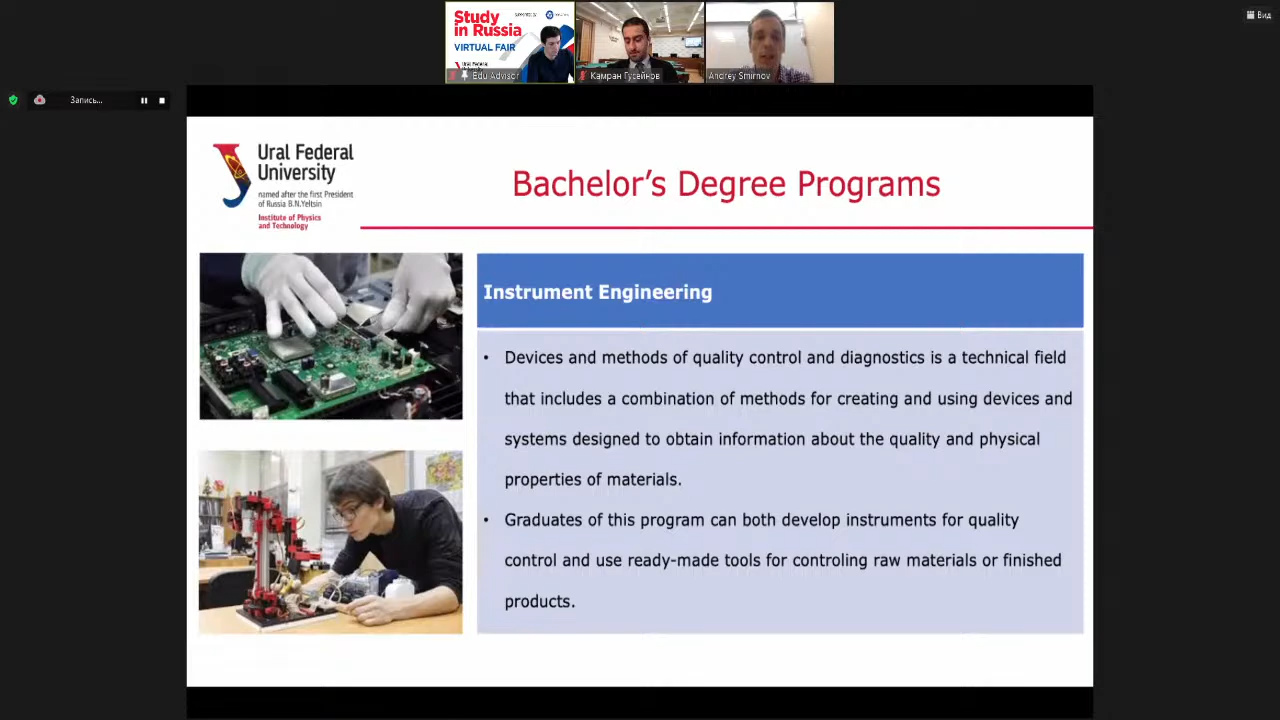 Study
in Russia
VIRTUAL FAIR
Ural Federal
University
Edu Advisor
Камран Гусейнов
Andrey Smirnov
Вид
Запись...
Ural Federal
University
named after the first President
of Russia B.N.Yeltsin
Institute of Physics
and Technology
Bachelor's Degree Programs
Instrument Engineering
• Devices and methods of quality control and diagnostics is a technical field
that includes a combination of methods for creating and using devices and
systems designed to obtain information about the quality and physical
properties of materials.
• Graduates of this program can both develop instruments for quality
control and use ready-made tools for controling raw materials or finished
products.